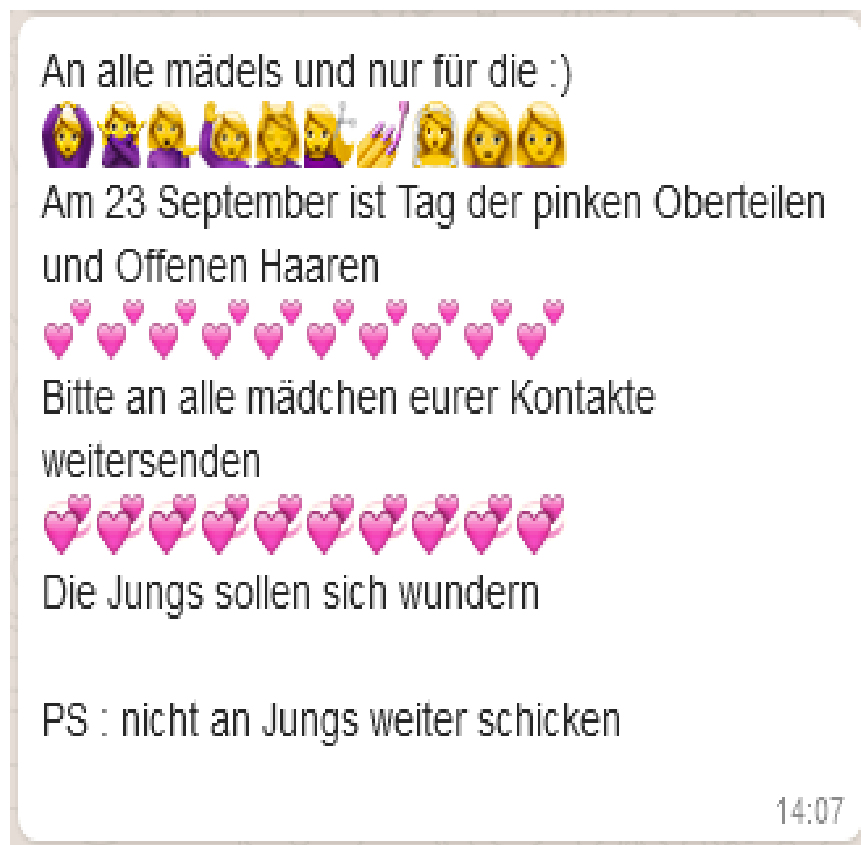 An alle mädels und nur für die :)
🙆🙅💁🙋💆💇💅👰👩👩
Am 23 September ist Tag der pinken Oberteilen
und Offenen Haaren
💕💕💕💕💕💕💕💕💕💕
Bitte an alle mädchen eurer Kontakte
weitersenden
💞💞💞💞💞💞💞💞💞💞
Die Jungs sollen sich wundern
PS : nicht an Jungs weiter schicken
14:07